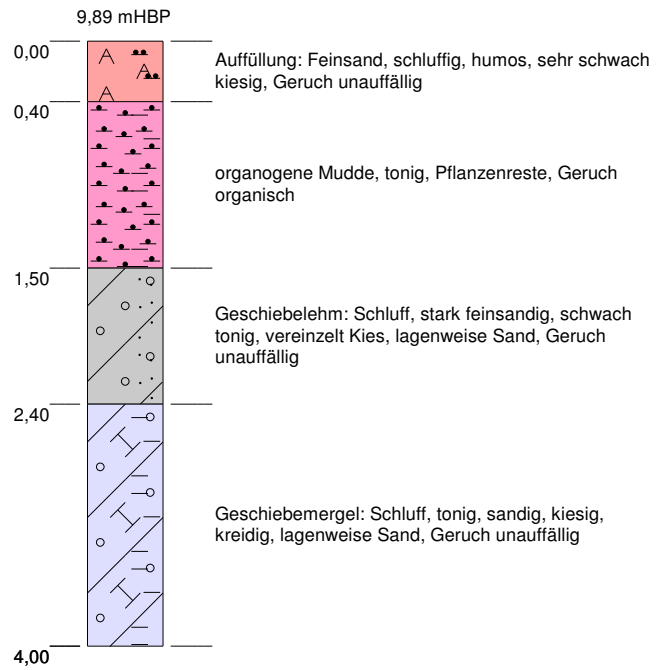 9,89 mHBP
0,00
Auffüllung: Feinsand, schluffig, humos, sehr schwach
kiesig, Geruch unauffällig
0,40
organogene Mudde, tonig, Pflanzenreste, Geruch
organisch
1,50
Geschiebelehm: Schluff, stark feinsandig, schwach
tonig, vereinzelt Kies, lagenweise Sand, Geruch
unauffällig
2,40
Geschiebemergel: Schluff, tonig, sandig, kiesig,
kreidig, lagenweise Sand, Geruch unauffällig
4,00